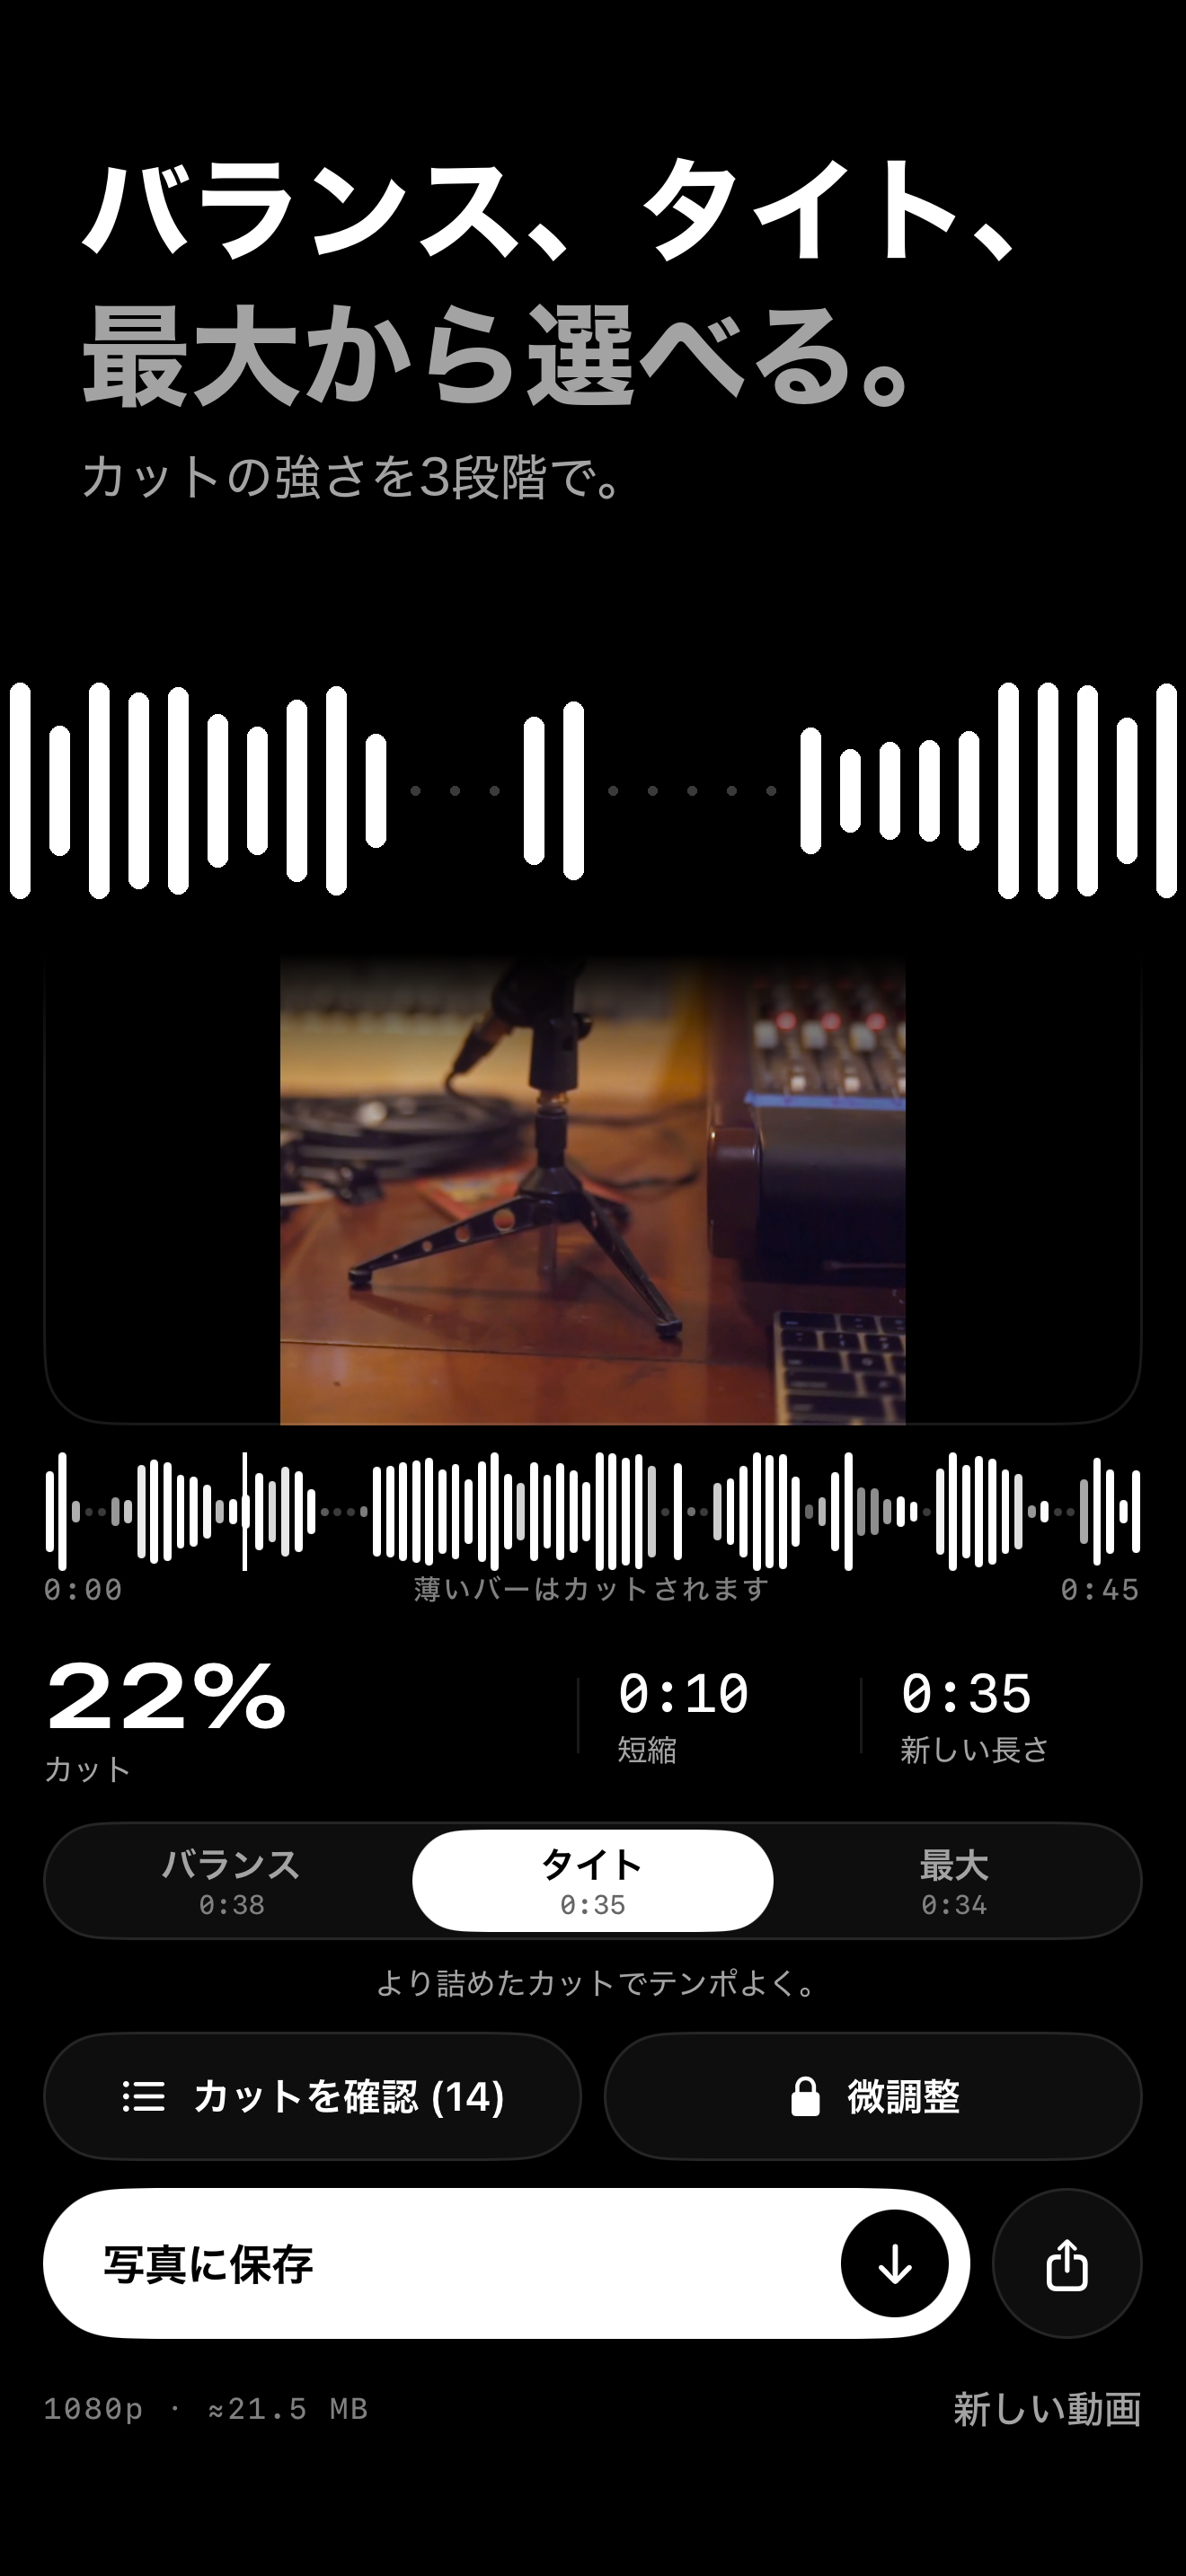 バランス、タイト、
最大から選べる。
カットの強さを3段階で。
0:00 薄いバーはカットされます 0:45
22% 0:10 0:35
カット 短縮 新しい長さ
バランス タイト 最大
0:38 0:35 0:34
より詰めたカットでテンポよく。
カットを確認 (14) 微調整
写真に保存
1080p · ≈21.5 MB 新しい動画